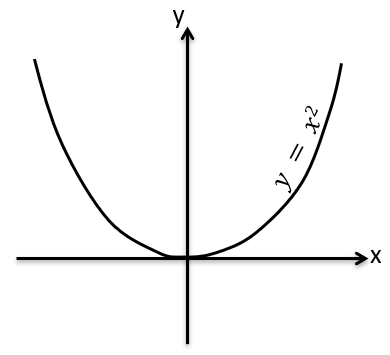 y
y = x²
x